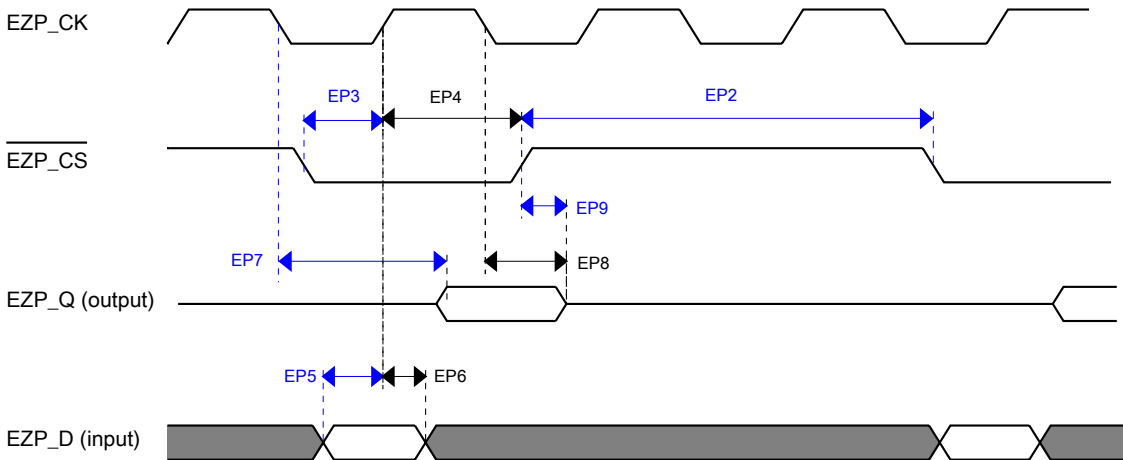 EZP_CK
EP3
EP4
EP2
EZP_CS
EP9
EP7
EP8
EZP_Q (output)
EP5
EP6
EZP_D (input)